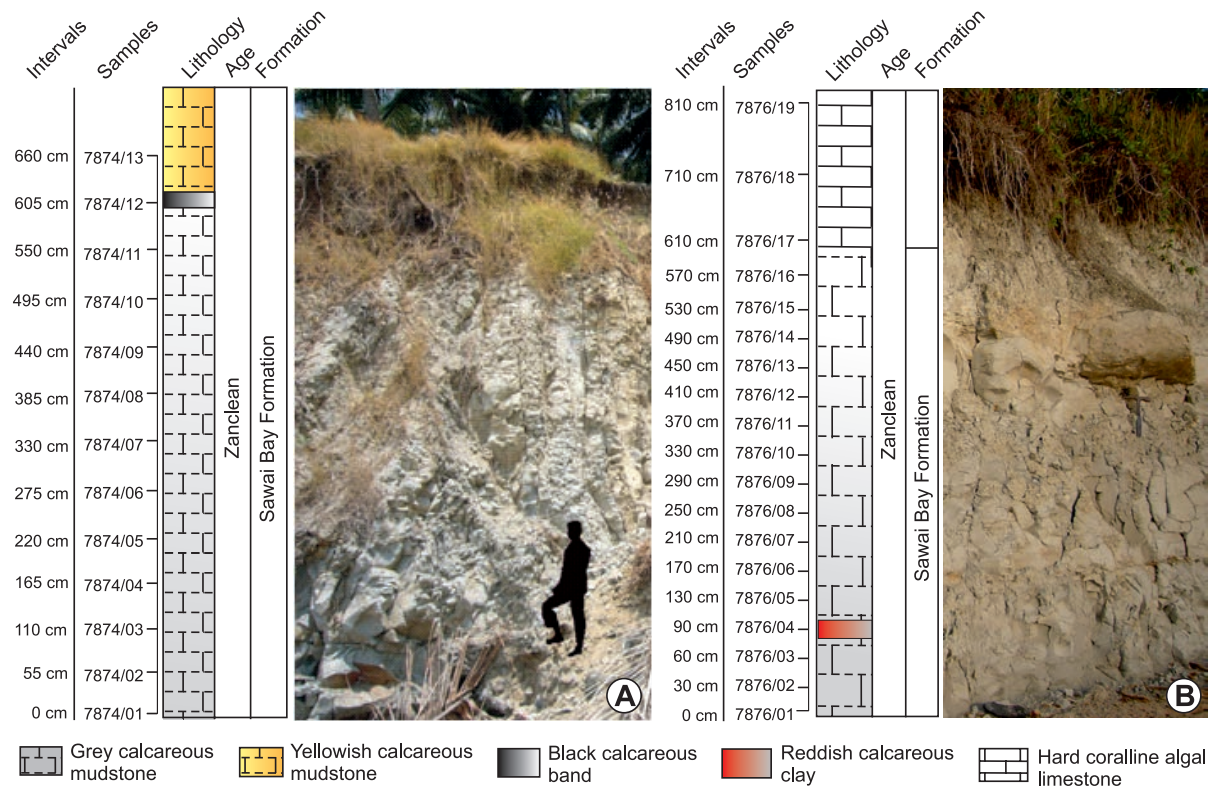 Intervals
Samples
Lithology
Age
Formation
660 cm
7874/13
605 cm
7874/12
550 cm
7874/11
495 cm
7874/10
440 cm
7874/09
385 cm
7874/08
330 cm
7874/07
275 cm
7874/06
220 cm
7874/05
165 cm
7874/04
110 cm
7874/03
55 cm
7874/02
0 cm
7874/01
Zanclean
Sawai Bay Formation
A
Intervals
Samples
Lithology
Age
Formation
810 cm
7876/19
710 cm
7876/18
610 cm
7876/17
570 cm
7876/16
530 cm
7876/15
490 cm
7876/14
450 cm
7876/13
410 cm
7876/12
370 cm
7876/11
330 cm
7876/10
290 cm
7876/09
250 cm
7876/08
210 cm
7876/07
170 cm
7876/06
130 cm
7876/05
90 cm
7876/04
60 cm
7876/03
30 cm
7876/02
0 cm
7876/01
Zanclean
Sawai Bay Formation
B
Grey calcareous
mudstone
Yellowish calcareous
mudstone
Black calcareous
band
Reddish calcareous
clay
Hard coralline algal
limestone